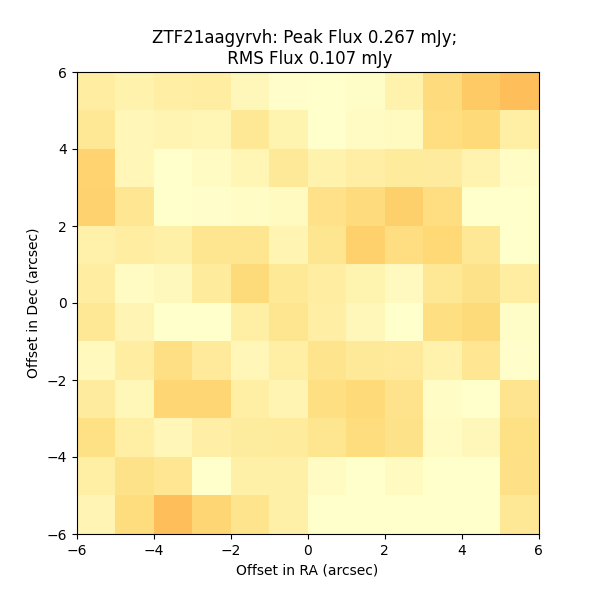 ZTF21aagyrvh: Peak Flux 0.267 mJy;
RMS Flux 0.107 mJy
6
4
2
0
−2
−4
−6
Offset in Dec (arcsec)
−6 −4 −2 0 2 4 6
Offset in RA (arcsec)